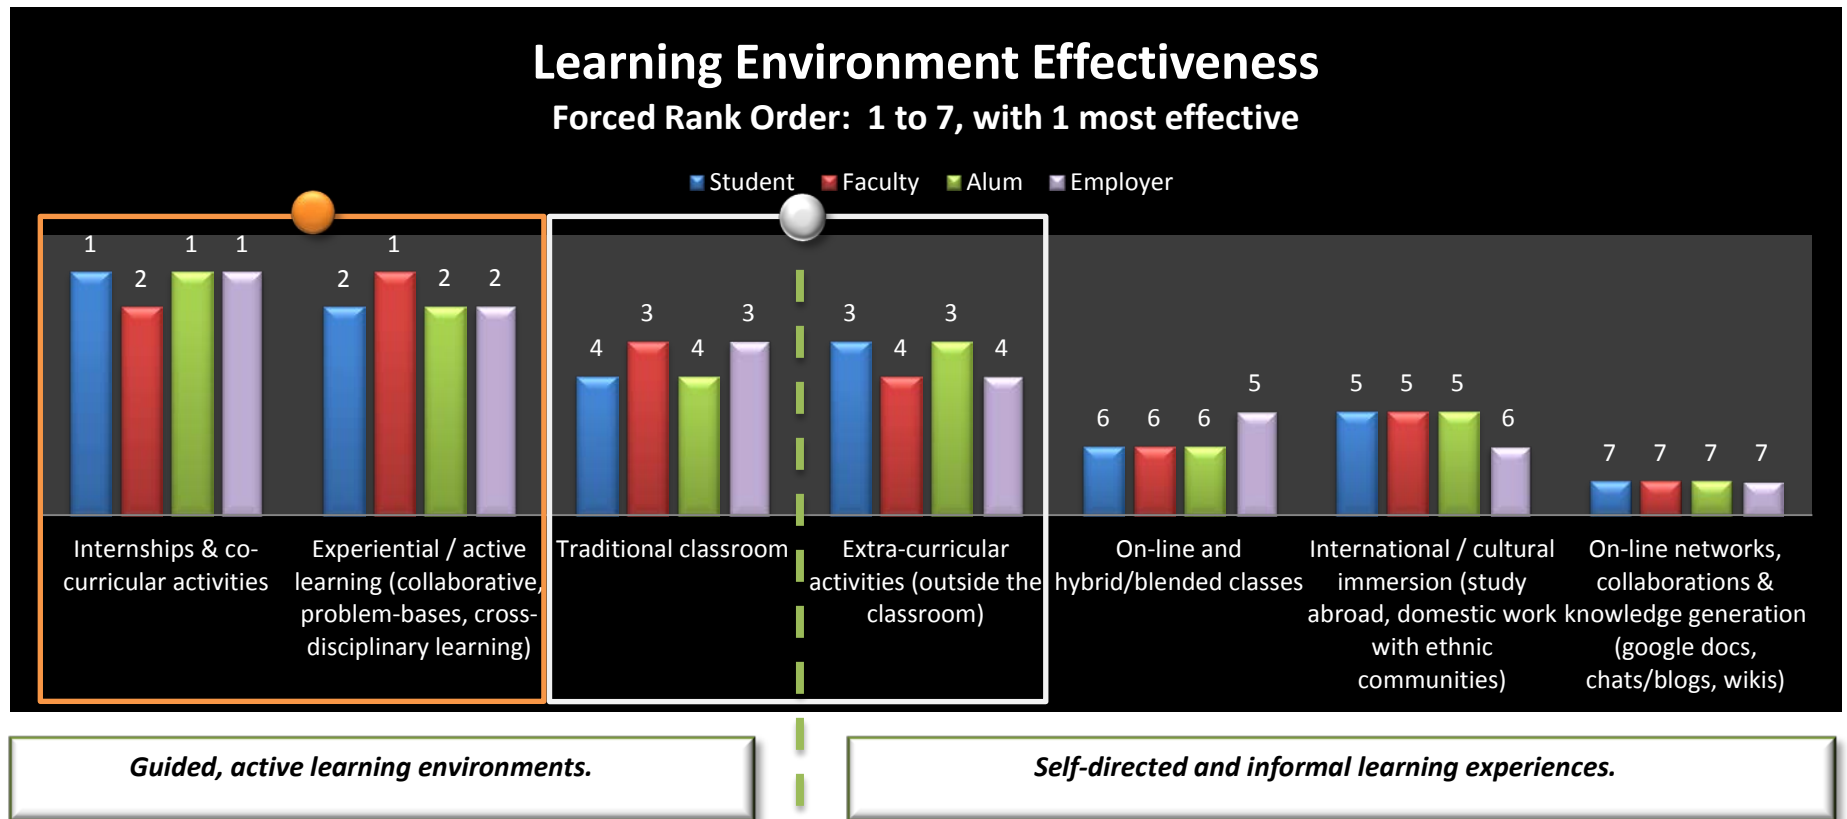 Learning Environment Effectiveness
Forced Rank Order:  1 to 7, with 1 most effective
Student Faculty Alum Employer
1 2 1 1
2 1 2 2
4 3 4 3
3 4 3 4
6 6 6 5
5 5 5 6
7 7 7 7
Internships & co-
curricular activities
Experiential / active
learning (collaborative,
problem-bases, cross-
disciplinary learning)
Traditional classroom
Extra-curricular
activities (outside the
classroom)
On-line and
hybrid/blended classes
International / cultural
immersion (study
abroad, domestic work
with ethnic
communities)
On-line networks,
collaborations &
knowledge generation
(google docs,
chats/blogs, wikis)
Guided, active learning environments.
Self-directed and informal learning experiences.